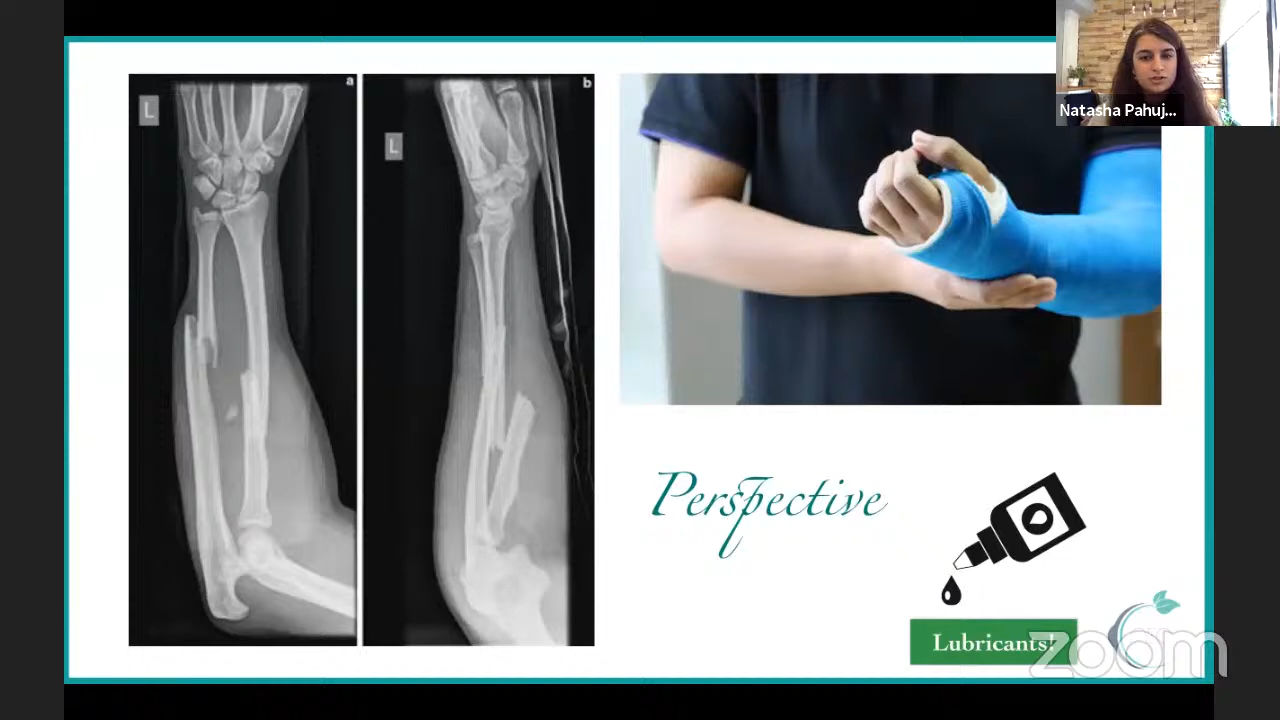 a
b
L
L
Natasha Pahuj...
Perspective
Lubricants!
zoom